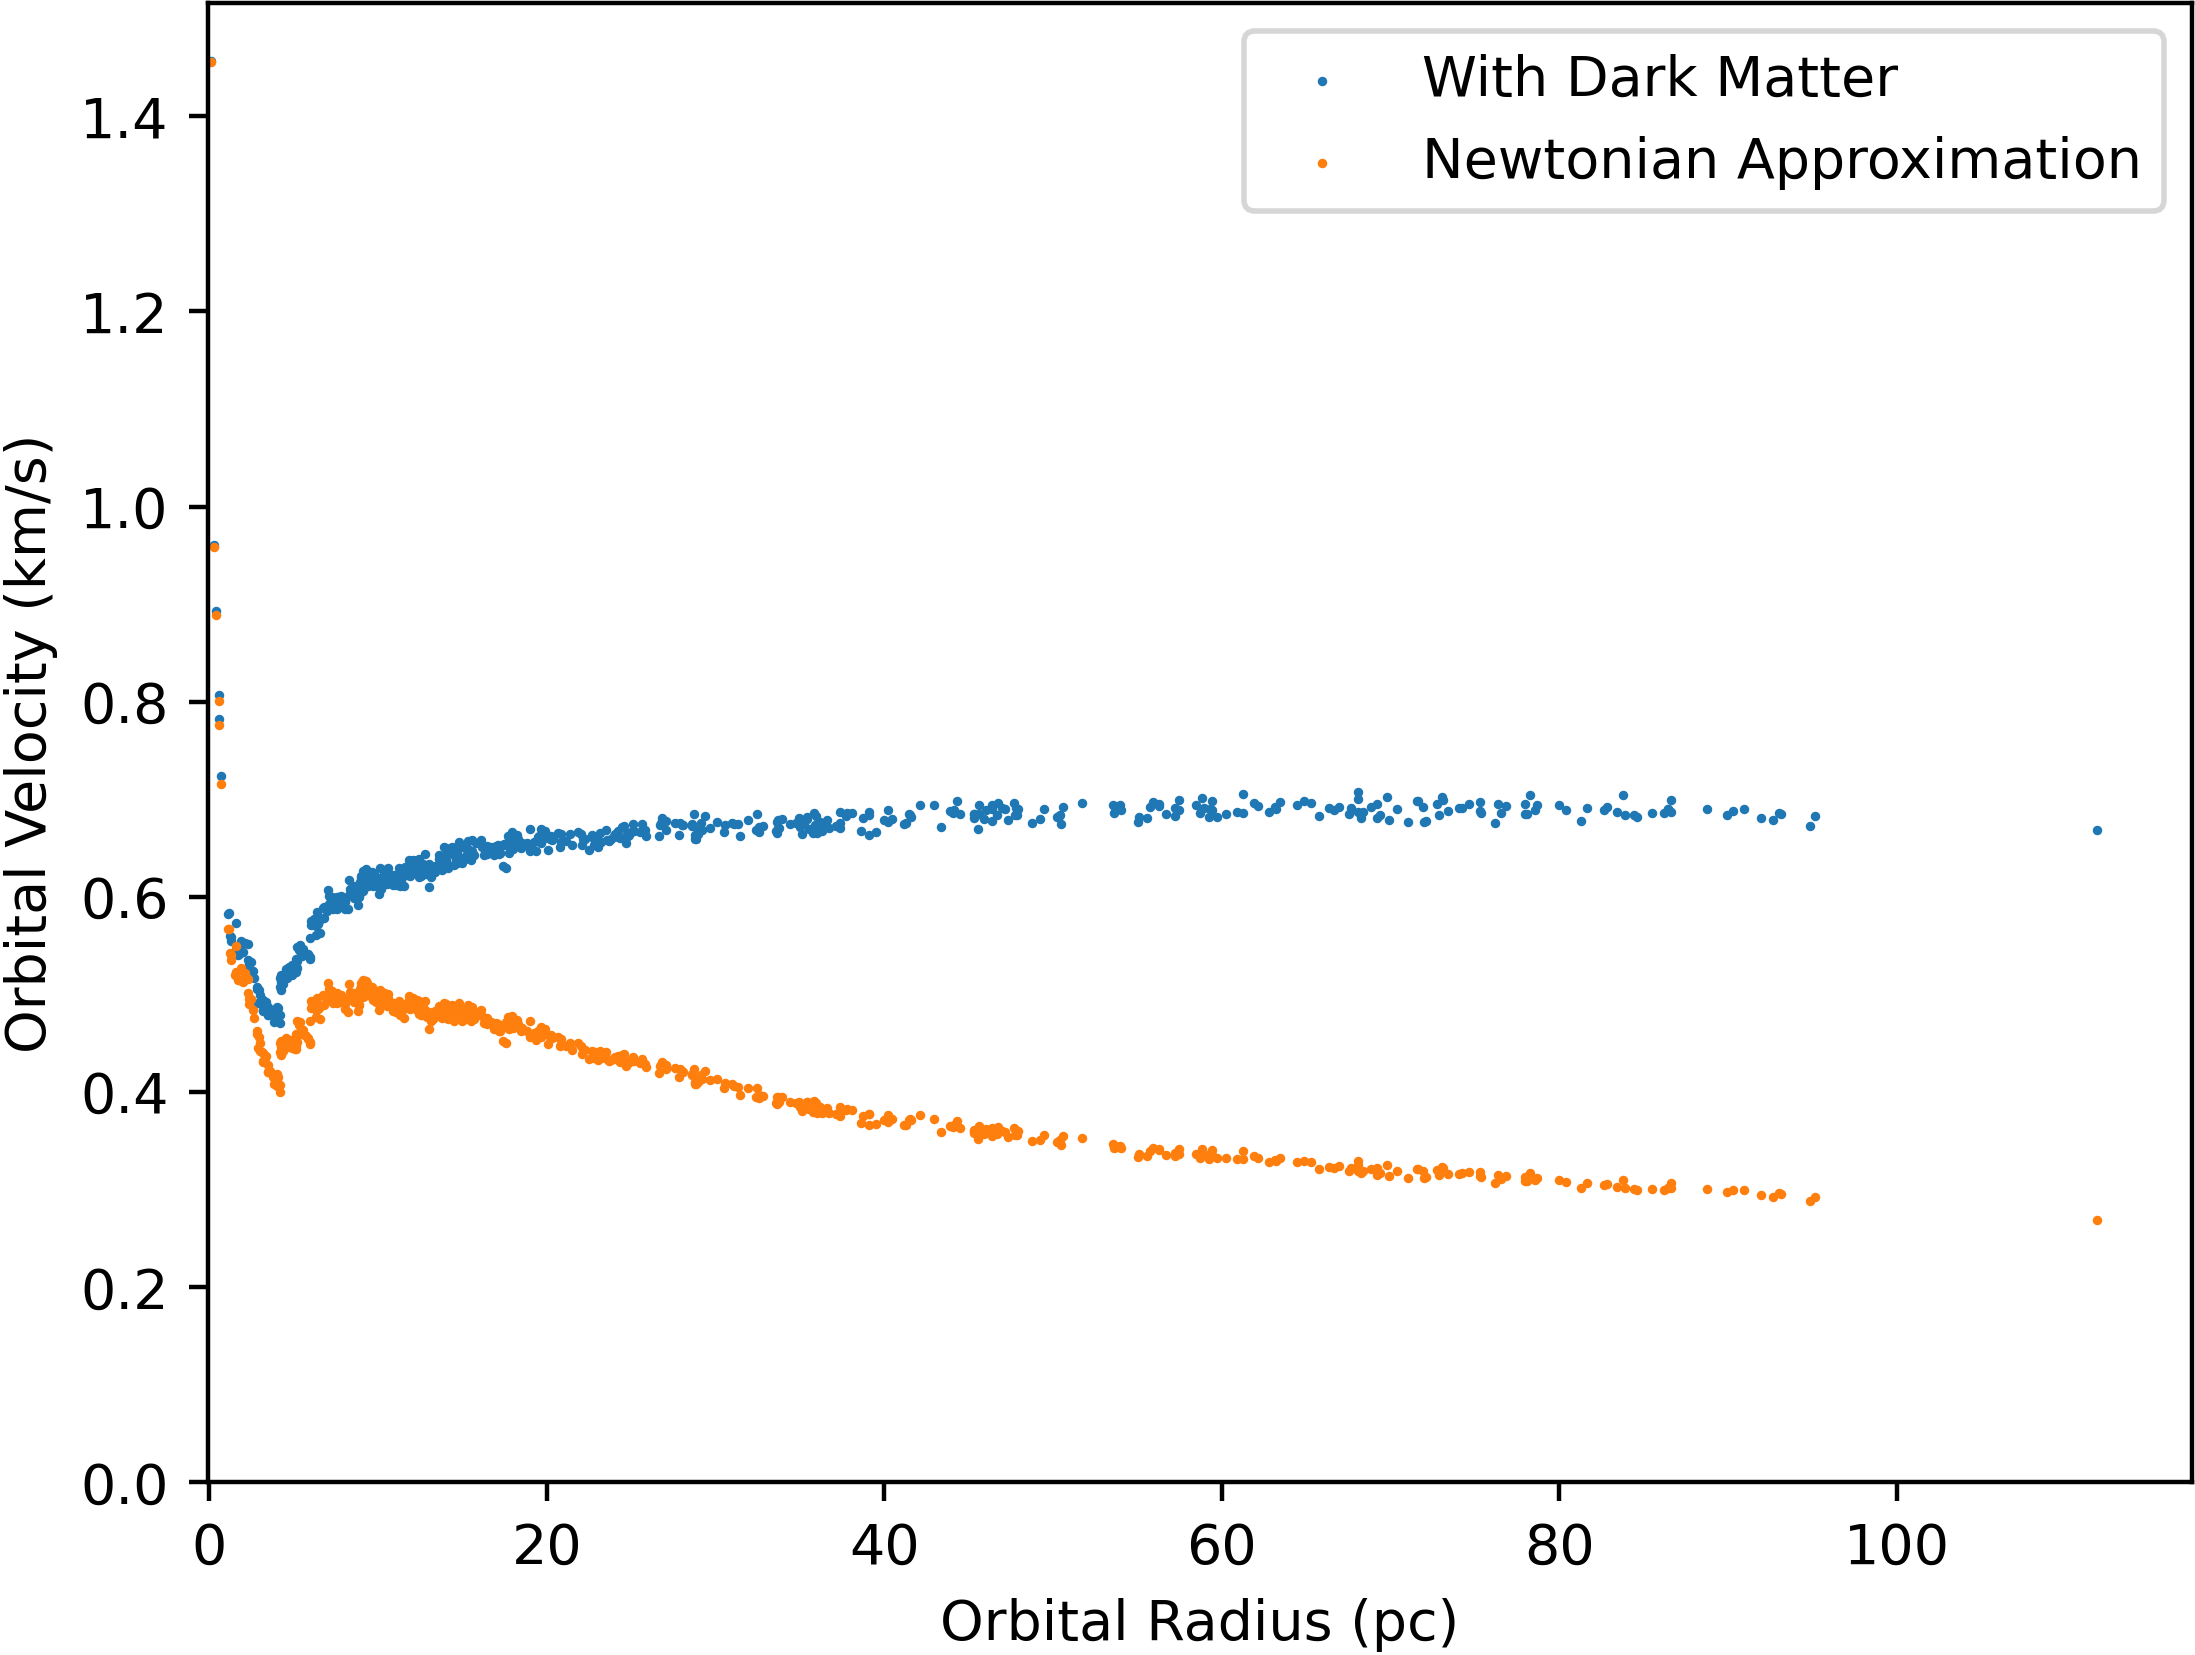 With Dark Matter
Newtonian Approximation
Orbital Velocity (km/s)
1.4
1.2
1.0
0.8
0.6
0.4
0.2
0.0
0 20 40 60 80 100
Orbital Radius (pc)